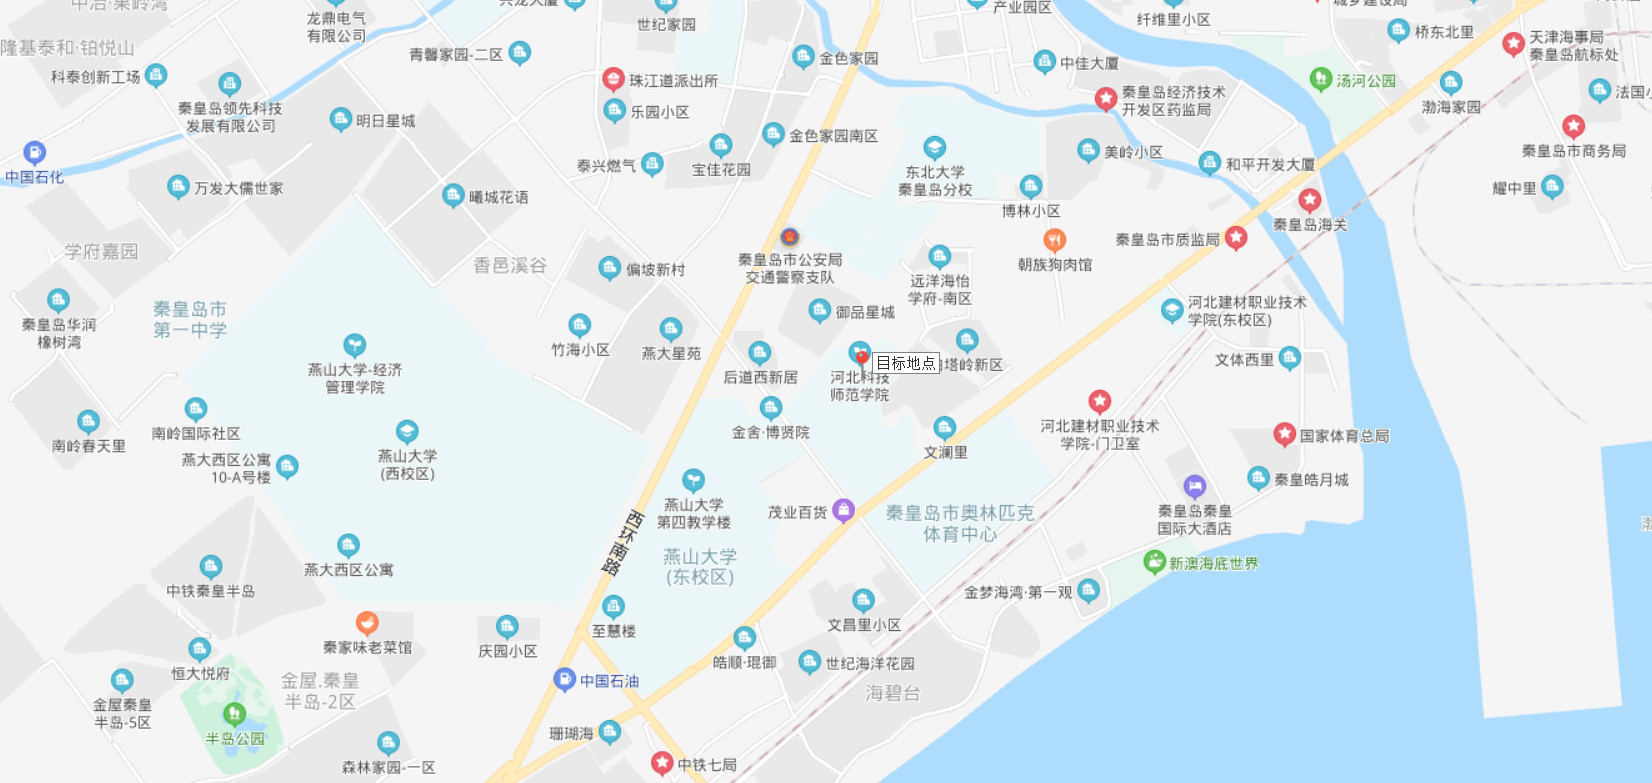 龙鼎电气
有限公司
世纪家园
产业园区
纤维里小区
桥东北里
天津海事局
秦皇岛航标处
隆基泰和·铂悦山
青馨家园-二区
金色家园
中佳大厦
科泰创新工场
珠江道派出所
汤河公园
秦皇岛经济技术
开发区药监局
渤海家园
秦皇岛领先科技
发展有限公司
明日星城
乐园小区
金色家园南区
秦皇岛市商务局
泰兴燃气
宝佳花园
美岭小区
和平开发大厦
中国石化
万发大儒世家
曦城花语
东北大学
秦皇岛分校
耀中里
博林小区
秦皇岛海关
学府嘉园
香邑溪谷
秦皇岛市公安局
交通警察支队
秦皇岛市质监局
朝族狗肉馆
偏坡新村
远洋海怡
学府-南区
秦皇岛华润
橡树湾
秦皇岛市
第一中学
御品星城
河北建材职业技术
学院(东校区)
竹海小区
燕大星苑
文体西里
燕山大学-经济
管理学院
后道西新居
目标地点
塔岭新区
河北科技
师范学院
南岭春天里
南岭国际社区
金舍·博贤院
文澜里
河北建材职业技术
学院-门卫室
国家体育总局
燕大西区公寓
10-A号楼
燕山大学
(西校区)
秦皇皓月城
燕山大学
第四教学楼
茂业百货
秦皇岛市奥林匹克
体育中心
秦皇岛秦皇
国际大酒店
西环南路
燕山大学
(东校区)
燕大西区公寓
新澳海底世界
中铁秦皇半岛
金梦海湾·第一观
至慧楼
文昌里小区
秦家味老菜馆
庆园小区
恒大悦府
皓顺·琨御
世纪海洋花园
金屋.秦皇
半岛-2区
中国石油
海碧台
金屋秦皇
半岛-5区
半岛公园
珊瑚海
森林家园-一区
中铁七局